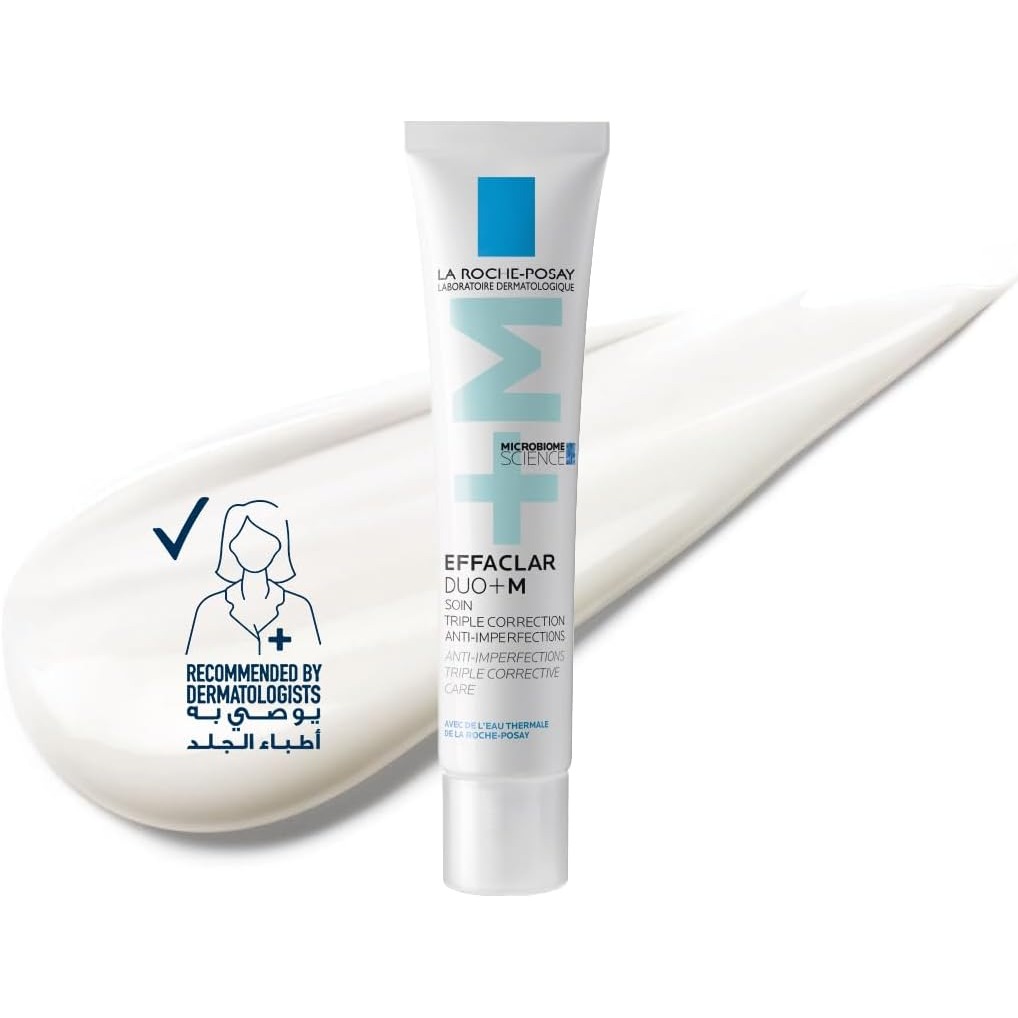 LA ROCHE-POSAY
LABORATOIRE DERMATOLOGIQUE
M
+
MICROBIOME
SCIENCE
EFFACLAR
DUO+M
SOIN
TRIPLE CORRECTION
ANTI-IMPERFECTIONS
ANTI-IMPERFECTIONS
TRIPLE CORRECTIVE
CARE
AVEC DE L'EAU THERMALE
DE LA ROCHE-POSAY
RECOMMENDED BY
DERMATOLOGISTS
يوصي به
أطباء الجلد